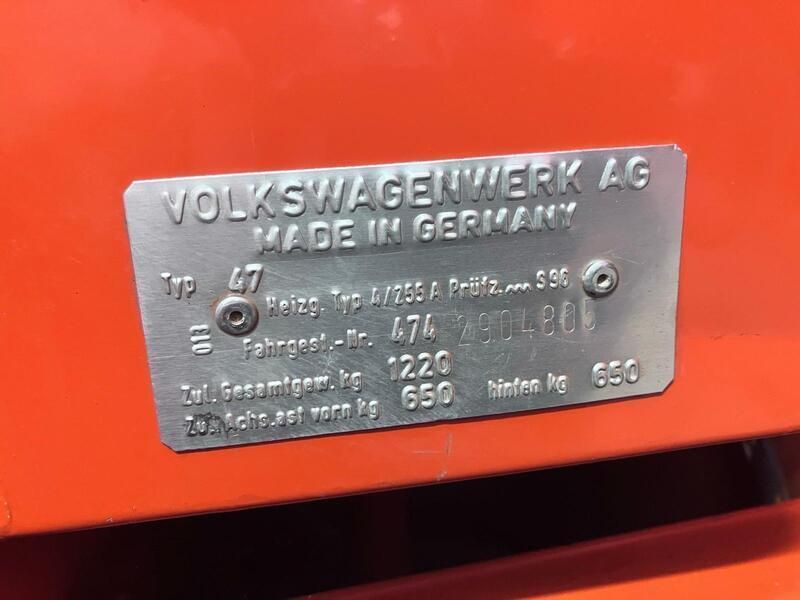 VOLKSWAGENWERK AG
MADE IN GERMANY
Typ 47
Heizg. Typ 4/255 A Prüfz. ~~~ S 96
013
Fahrgest.-Nr. 474 2904805
Zul. Gesamtgew. kg 1220
Zul. Achslast vorn kg 650 hinten kg 650